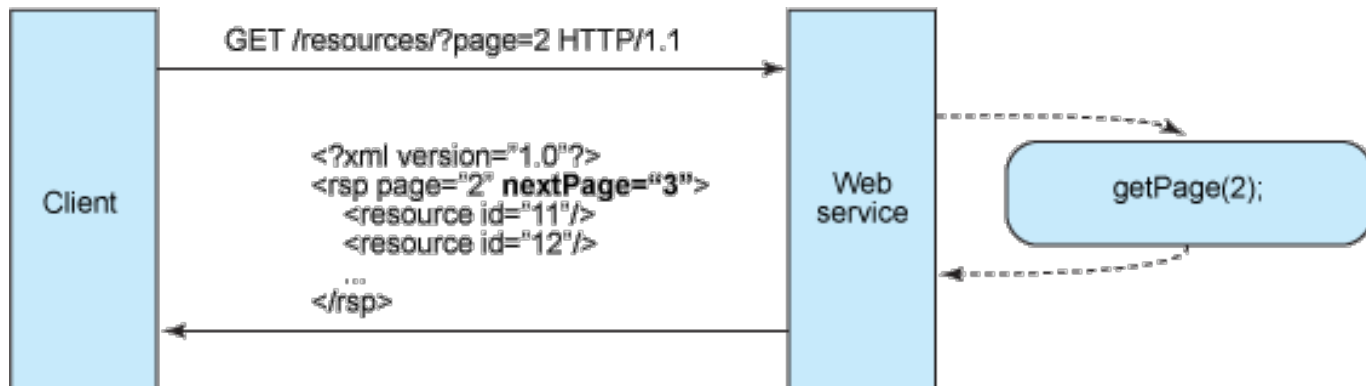 GET /resources/?page=2 HTTP/1.1
<?xml version="1.0"?>
<rsp page="2" nextPage="3">
<resource id="11"/>
<resource id="12"/>
...
</rsp>
Client
Web
service
getPage(2);